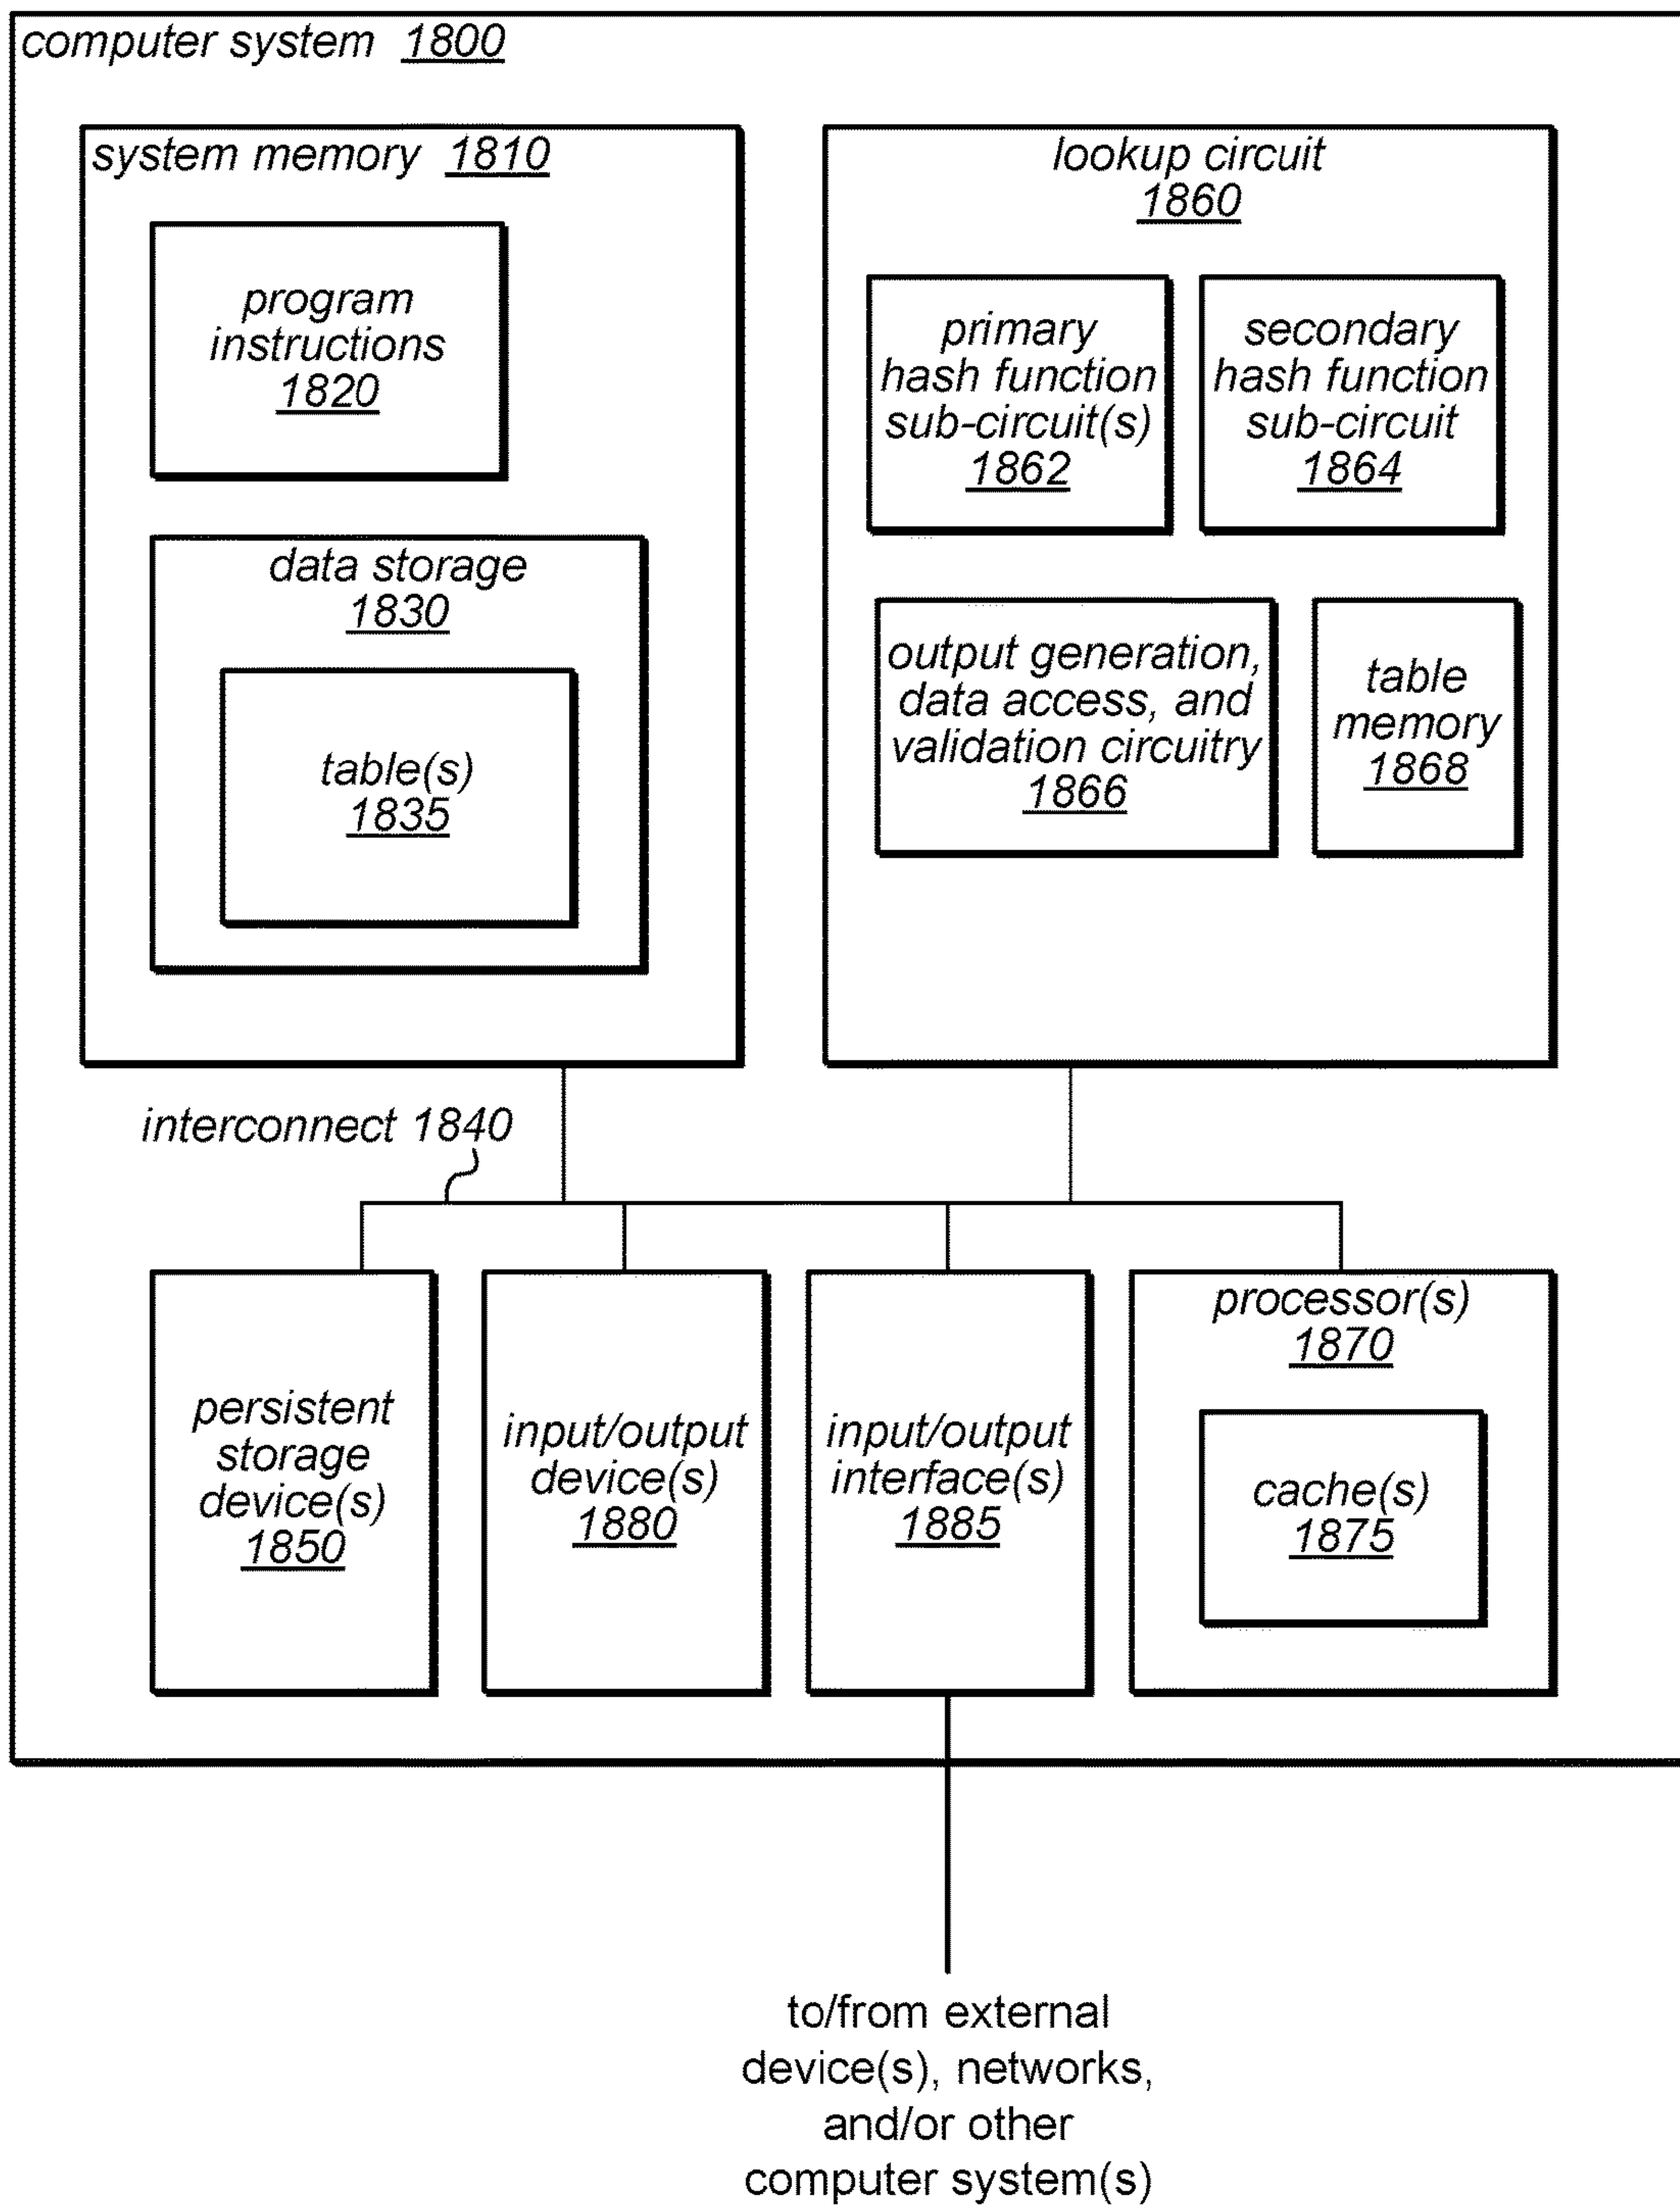 computer system 1800
system memory 1810
program
instructions
1820
data storage
1830
table(s)
1835
lookup circuit
1860
primary
hash function
sub-circuit(s)
1862
secondary
hash function
sub-circuit
1864
output generation,
data access, and
validation circuitry
1866
table
memory
1868
interconnect 1840
persistent
storage
device(s)
1850
input/output
device(s)
1880
input/output
interface(s)
1885
processor(s)
1870
cache(s)
1875
to/from external
device(s), networks,
and/or other
computer system(s)